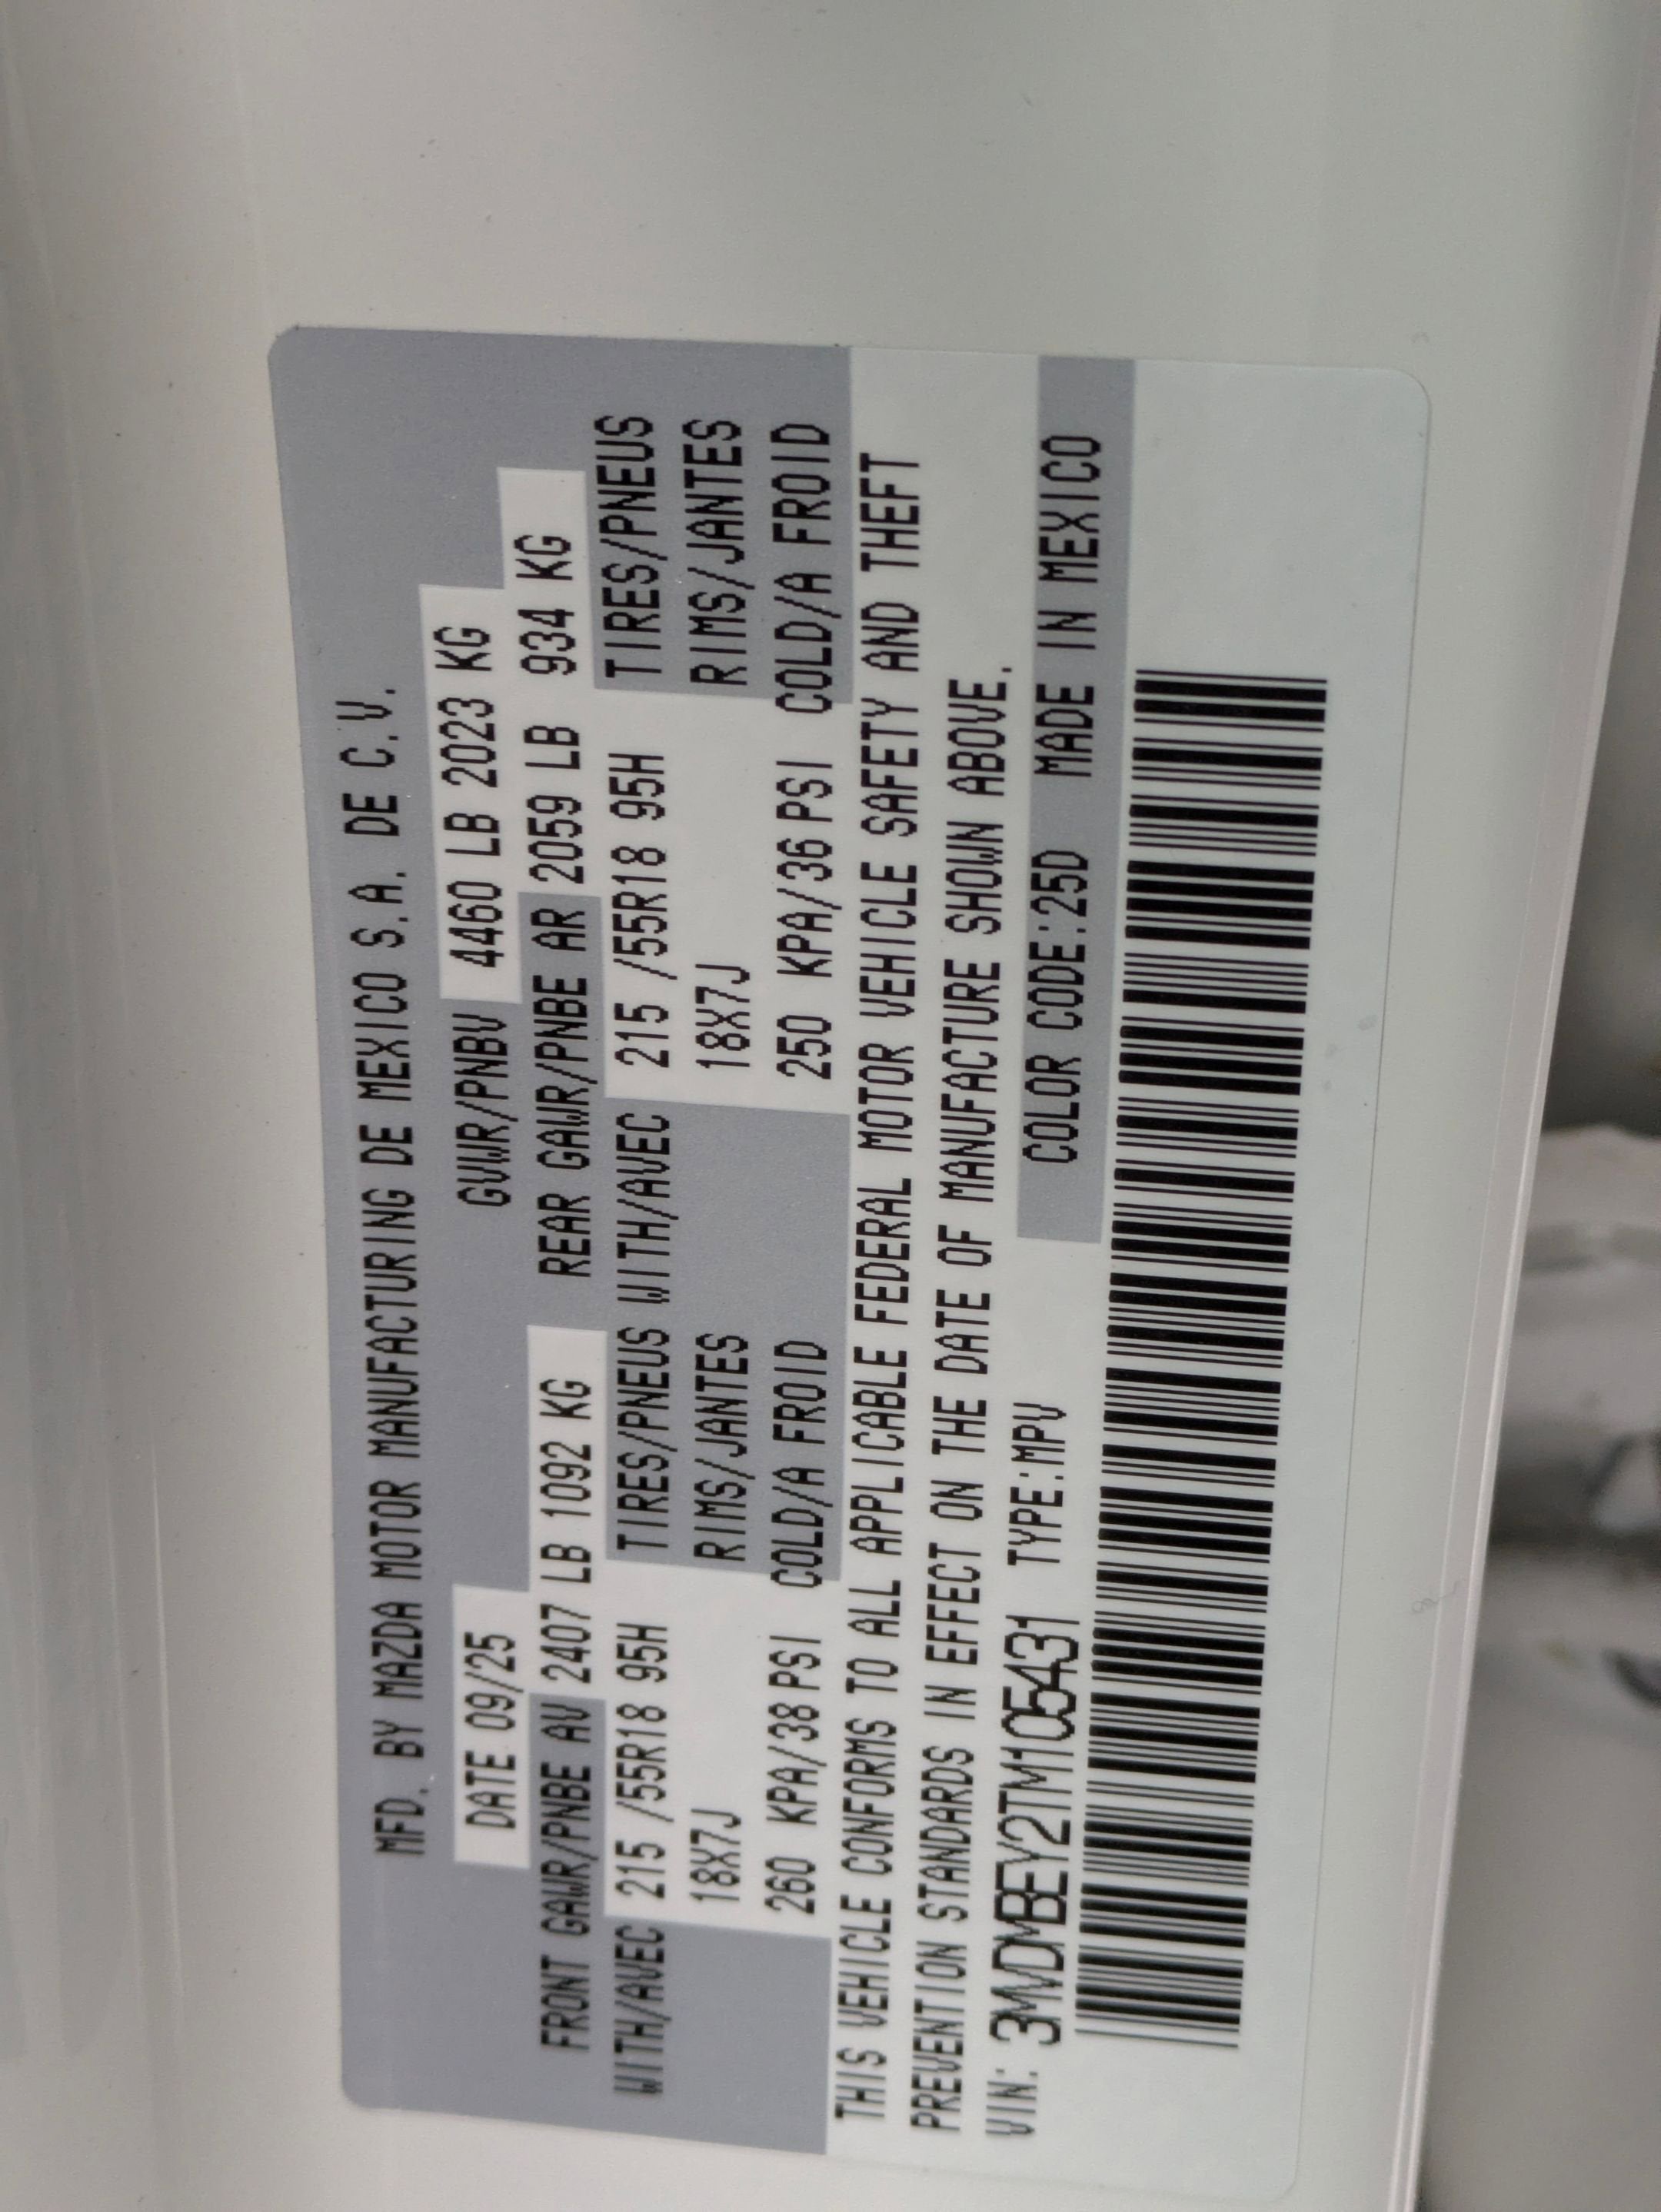 MFD. BY MAZDA MOTOR MANUFACTURING DE MEXICO S.A. DE C.V.
DATE 09/25 GVWR/PNBV 4460 LB 2023 KG
FRONT GAWR/PNBE AV 2407 LB 1092 KG REAR GAWR/PNBE AR 2059 LB 934 KG
WITH/AVEC 215 /55R18 95H TIRES/PNEUS WITH/AVEC 215 /55R18 95H TIRES/PNEUS
18X7J RIMS/JANTES 18X7J RIMS/JANTES
260 KPA/38 PSI COLD/A FROID 250 KPA/36 PSI COLD/A FROID
THIS VEHICLE CONFORMS TO ALL APPLICABLE FEDERAL MOTOR VEHICLE SAFETY AND THEFT
PREVENTION STANDARDS IN EFFECT ON THE DATE OF MANUFACTURE SHOWN ABOVE.
VIN: 3MVDMBEY2TM105431 TYPE:MPV COLOR CODE:25D MADE IN MEXICO